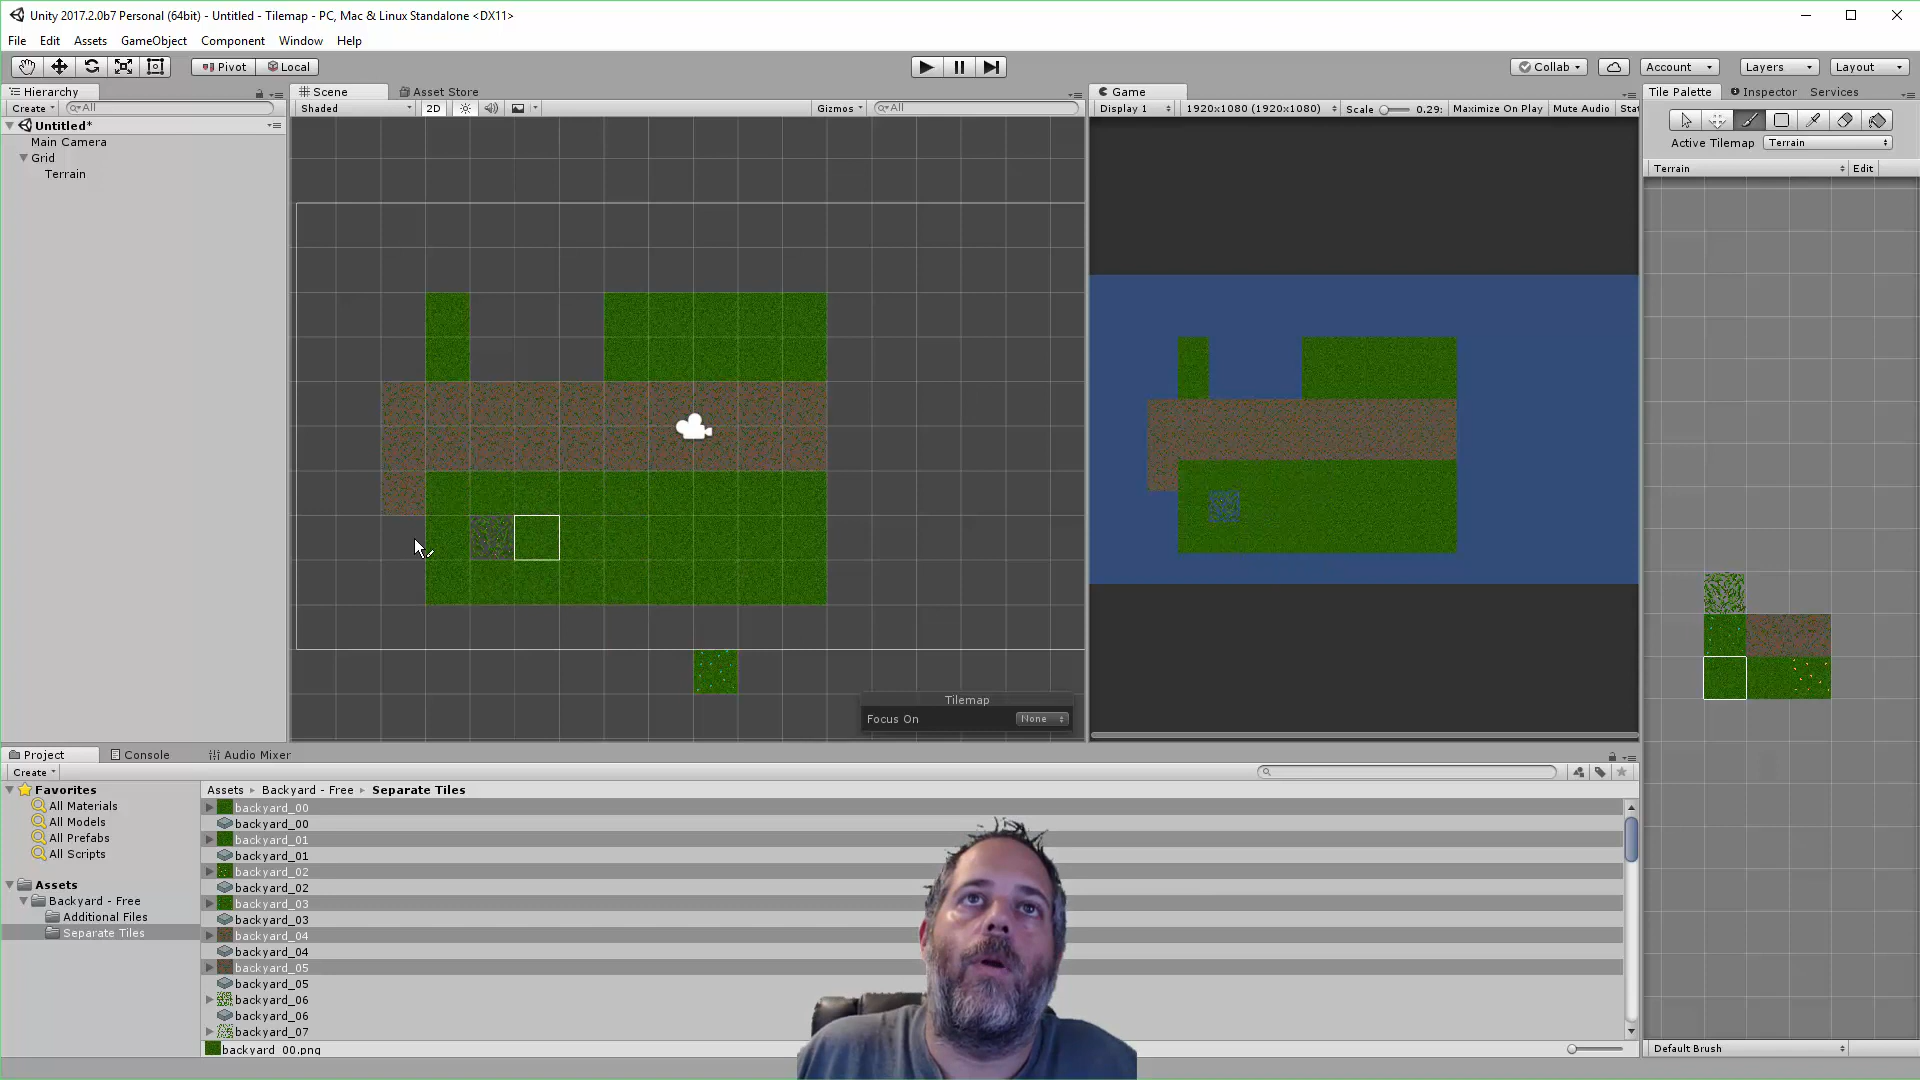 Unity 2017.2.0b7 Personal (64bit) - Untitled - Tilemap - PC, Mac & Linux Standalone <DX11>
File Edit Assets GameObject Component Window Help
Pivot Local Collab Account Layers Layout
Hierarchy Scene Asset Store Game Tile Palette Inspector Services
Create All Shaded 2D Gizmos All Display 1 1920x1080 (1920x1080) Scale 0.29: Maximize On Play Mute Audio Stat
Untitled*
Main Camera
Grid
Terrain
Active Tilemap Terrain
Terrain Edit
Tilemap
Focus On None
Project Console Audio Mixer
Create
Favorites
All Materials
All Models
All Prefabs
All Scripts
Assets
Backyard - Free
Additional Files
Separate Tiles
Assets Backyard - Free Separate Tiles
backyard_00
backyard_00
backyard_01
backyard_01
backyard_02
backyard_02
backyard_03
backyard_03
backyard_04
backyard_04
backyard_05
backyard_05
backyard_06
backyard_06
backyard_07
backyard_00.png
Default Brush